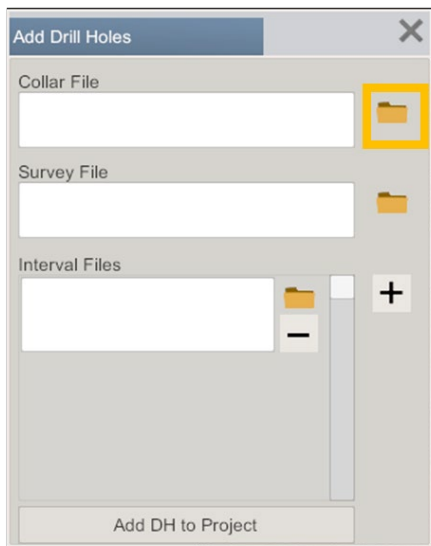 Add Drill Holes
Collar File
Survey File
Interval Files
Add DH to Project